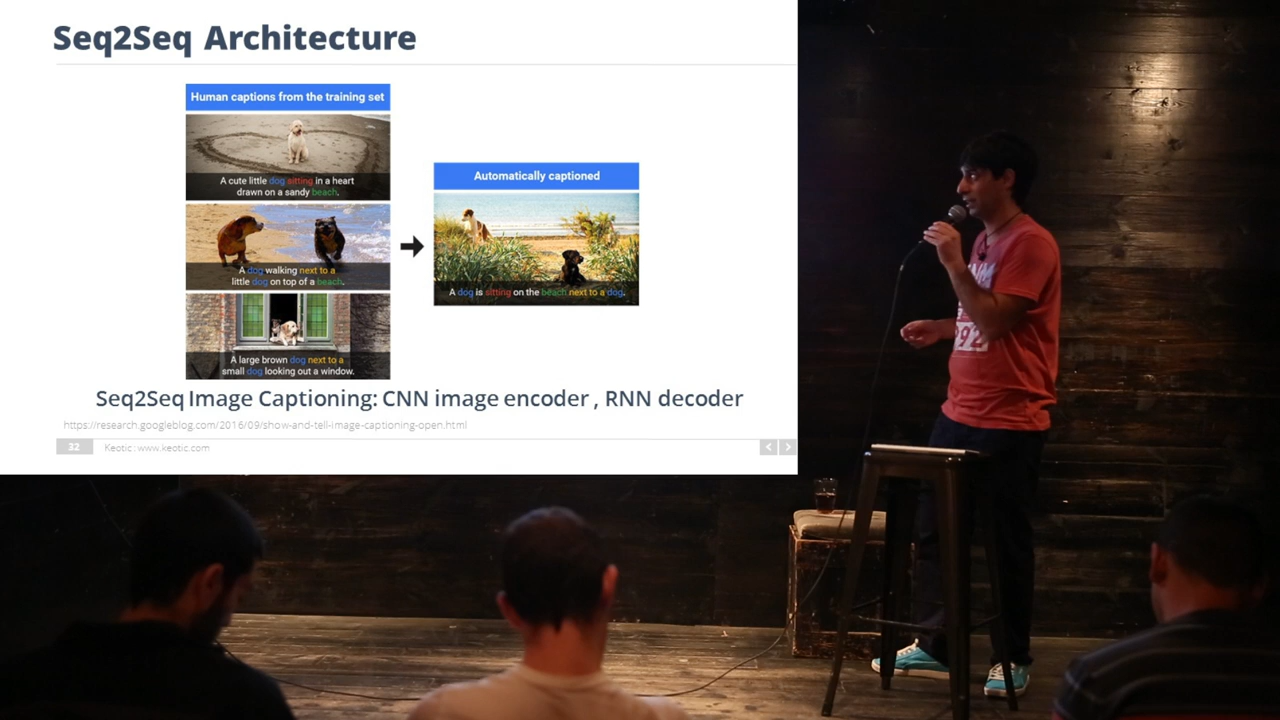 Seq2Seq Architecture
Human captions from the training set
A cute little dog sitting in a heart
drawn on a sandy beach.
A dog walking next to a
little dog on top of a beach.
A large brown dog next to a
small dog looking out a window.
Automatically captioned
A dog is sitting on the beach next to a dog.
Seq2Seq Image Captioning: CNN image encoder , RNN decoder
https://research.googleblog.com/2016/09/show-and-tell-image-captioning-open.html
32
Keotic : www.keotic.com
92